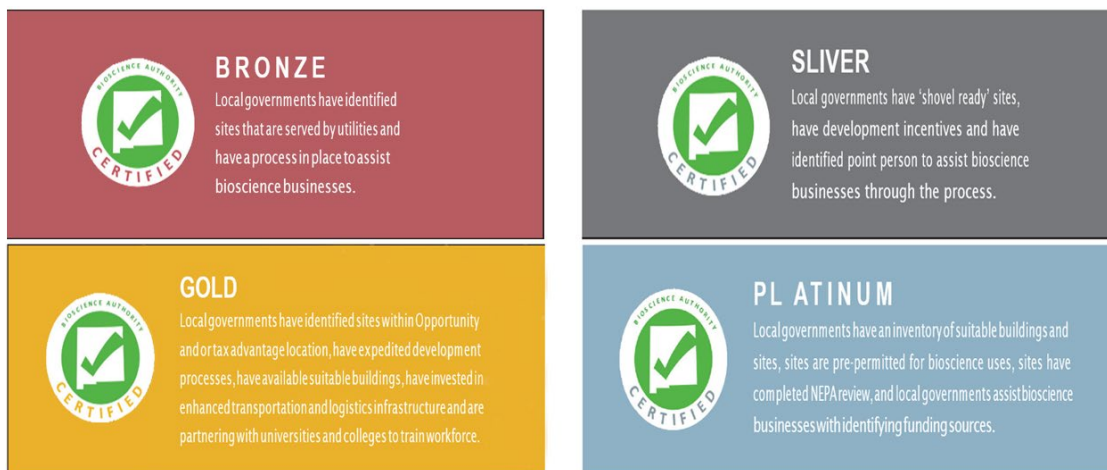 BIOSCIENCE AUTHORITY
CERTIFIED
BRONZE
Local governments have identified
sites that are served by utilities and
have a process in place to assist
bioscience businesses.
BIOSCIENCE AUTHORITY
CERTIFIED
SLIVER
Local governments have ‘shovel ready’ sites,
have development incentives and have
identified point person to assist bioscience
businesses through the process.
BIOSCIENCE AUTHORITY
CERTIFIED
GOLD
Local governments have identified sites within Opportunity
and or tax advantage location, have expedited development
processes, have available suitable buildings, have invested in
enhanced transportation and logistics infrastructure and are
partnering with universities and colleges to train workforce.
BIOSCIENCE AUTHORITY
CERTIFIED
PL ATINUM
Local governments have an inventory of suitable buildings and
sites, sites are pre-permitted for bioscience uses, sites have
completed NEPA review, and local governments assist bioscience
businesses with identifying funding sources.